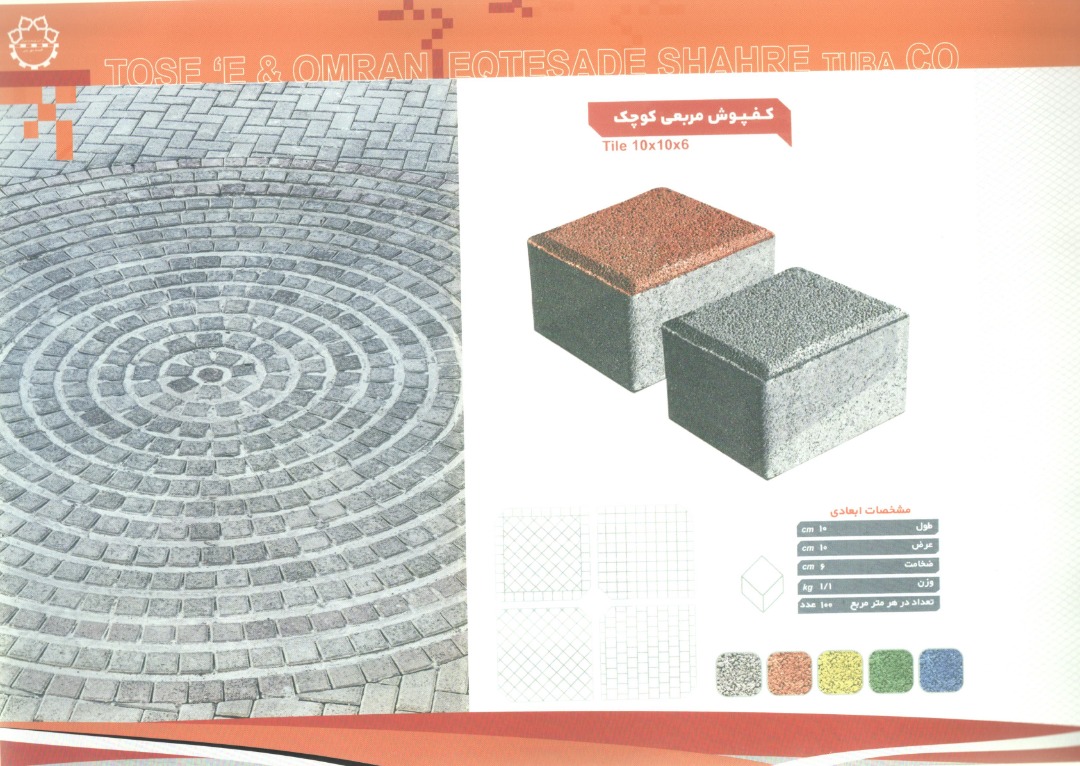 TOSE ‘E & OMRAN EQTESADE SHAHRE TUBA CO
کفپوش مربعی کوچک
Tile 10x10x6
مشخصات ابعادی
طول ۱۰ cm
عرض ۱۰ cm
ضخامت ۶ cm
وزن ۱/۱ kg
تعداد در هر متر مربع ۱۰۰ عدد